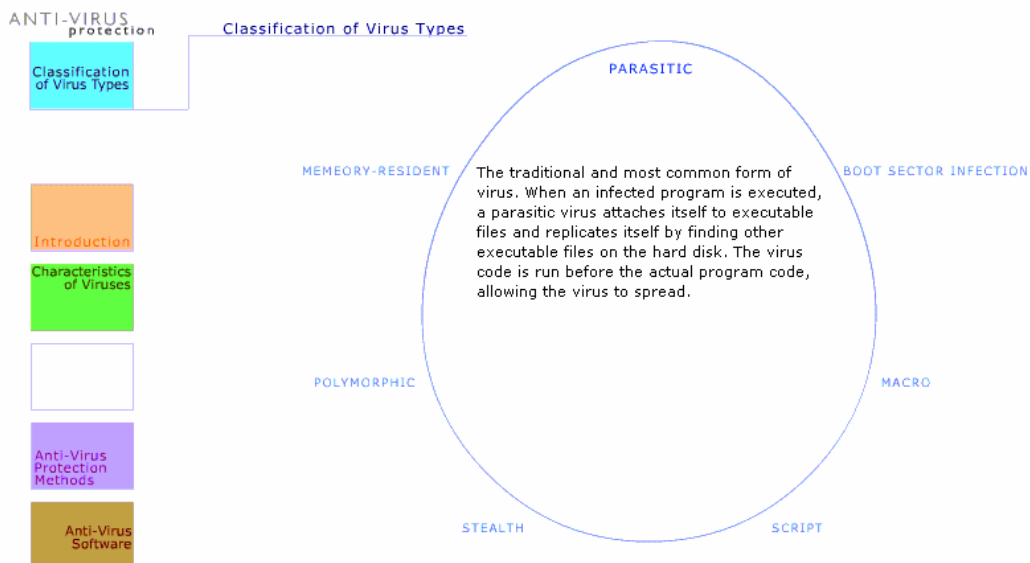 ANTI-VIRUS
protection
Classification of Virus Types
Classification
of Virus Types
PARASITIC
MEMEORY-RESIDENT
BOOT SECTOR INFECTION
The traditional and most common form of
virus. When an infected program is executed,
a parasitic virus attaches itself to executable
files and replicates itself by finding other
executable files on the hard disk. The virus
code is run before the actual program code,
allowing the virus to spread.
Introduction
Characteristics
of Viruses
POLYMORPHIC
MACRO
Anti-Virus
Protection
Methods
STEALTH
SCRIPT
Anti-Virus
Software